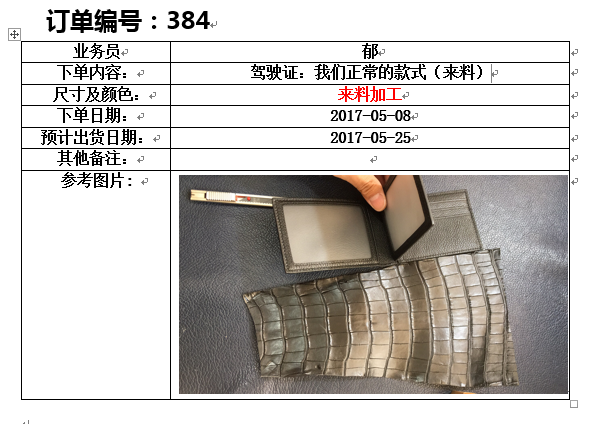 订单编号：384
业务员 郁
下单内容： 驾驶证：我们正常的款式（来料）
尺寸及颜色： 来料加工
下单日期： 2017-05-08
预计出货日期： 2017-05-25
其他备注：
参考图片：